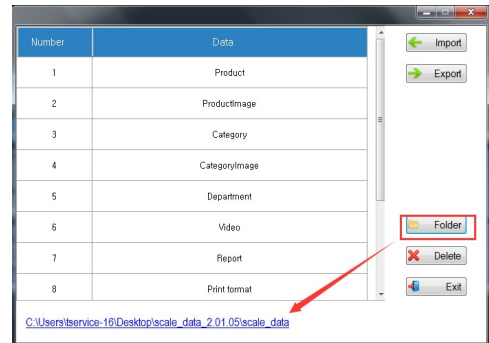 Number Data
1 Product
2 ProductImage
3 Category
4 CategoryImage
5 Department
6 Video
7 Report
8 Print format
Import
Export
Folder
Delete
Exit
C:\Users\tservice-16\Desktop\scale_data_2.01.05\scale_data